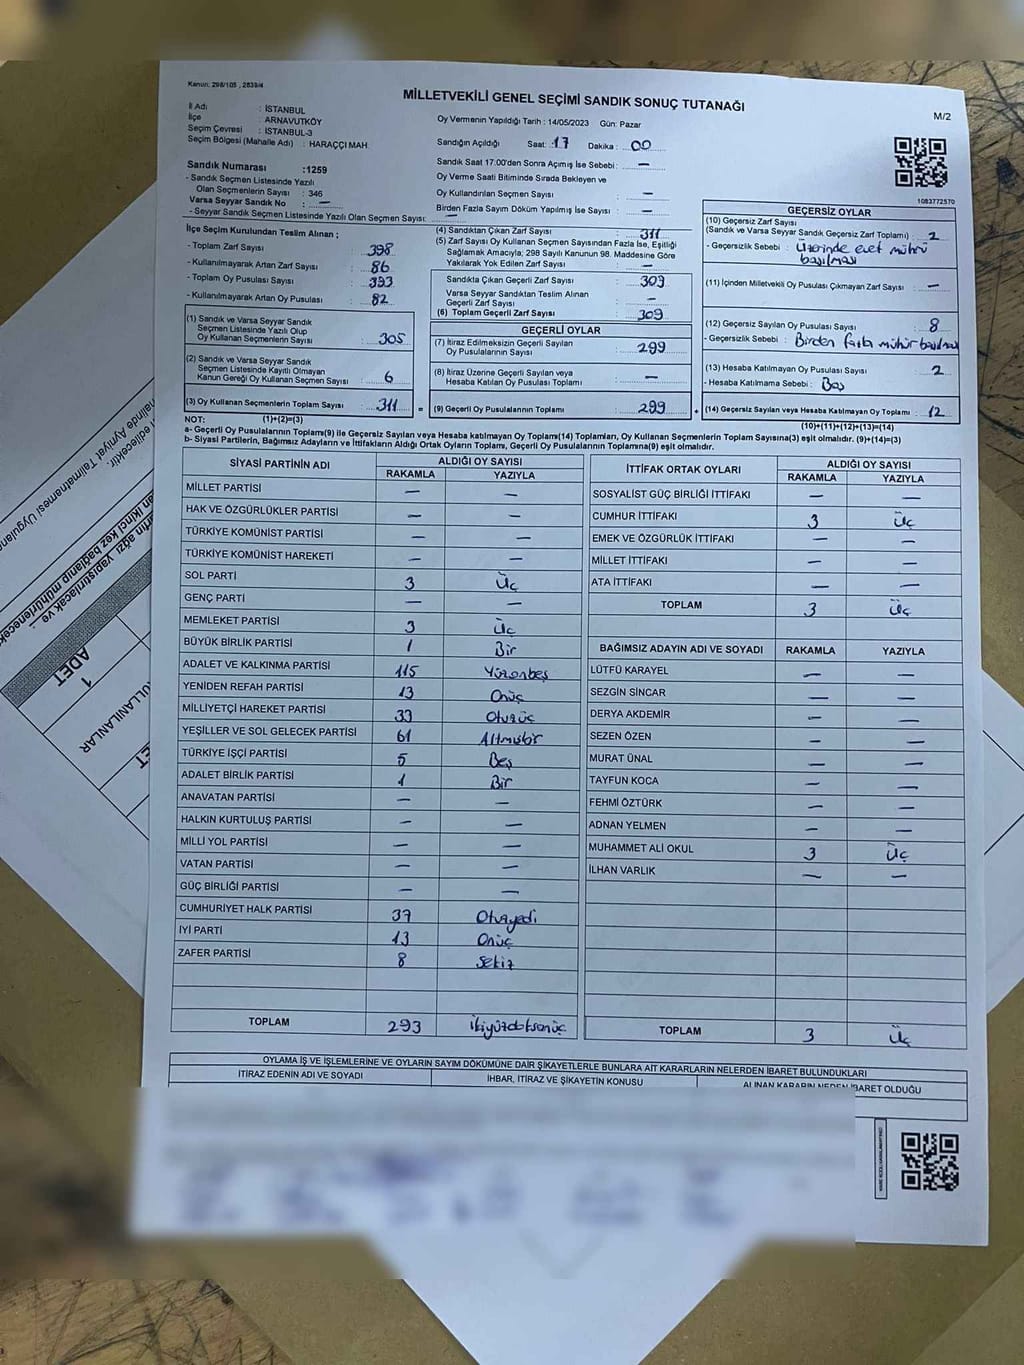 Kanun: 298/105 , 2839/4
MİLLETVEKİLİ GENEL SEÇİMİ SANDIK SONUÇ TUTANAĞI
M/2
İl Adı : İSTANBUL
İlçe : ARNAVUTKÖY
Seçim Çevresi : İSTANBUL-3
Seçim Bölgesi (Mahalle Adı) : HARAÇÇI MAH.
Oy Vermenin Yapıldığı Tarih : 14/05/2023 Gün: Pazar
Sandığın Açıldığı Saat: 17 Dakika : 00
Sandık Saat 17.00'den Sonra Açımış İse Sebebi: —
Oy Verme Saati Bitiminde Sırada Bekleyen ve
Oy Kullandırılan Seçmen Sayısı : —
Birden Fazla Sayım Döküm Yapılmış İse Sayısı : —
Sandık Numarası :1259
- Sandık Seçmen Listesinde Yazılı
Olan Seçmenlerin Sayısı : 346
Varsa Seyyar Sandık No : —
- Seyyar Sandık Seçmen Listesinde Yazılı Olan Seçmen Sayısı: —
1083772570
İlçe Seçim Kurulundan Teslim Alınan ;
- Toplam Zarf Sayısı : 398
- Kullanılmayarak Artan Zarf Sayısı : 86
- Toplam Oy Pusulası Sayısı : 393
- Kullanılmayarak Artan Oy Pusulası : 82
(1) Sandık ve Varsa Seyyar Sandık
Seçmen Listesinde Yazılı Olup
Oy Kullanan Seçmenlerin Sayısı : 305
(2) Sandık ve Varsa Seyyar Sandık
Seçmen Listesinde Kayıtlı Olmayan
Kanun Gereği Oy Kullanan Seçmen Sayısı : 6
(3) Oy Kullanan Seçmenlerin Toplam Sayısı : 311 =
(1)+(2)=(3)
(4) Sandıktan Çıkan Zarf Sayısı : 311
(5) Zarf Sayısı Oy Kullanan Seçmen Sayısından Fazla İse, Eşitliği
Sağlamak Amacıyla; 298 Sayılı Kanunun 98. Maddesine Göre
Yakılarak Yok Edilen Zarf Sayısı : —
Sandıkta Çıkan Geçerli Zarf Sayısı : 309
Varsa Seyyar Sandıktan Teslim Alınan
Geçerli Zarf Sayısı : —
(6) Toplam Geçerli Zarf Sayısı : 309
GEÇERLİ OYLAR
(7) İtiraz Edilmeksizin Geçerli Sayılan
Oy Pusulalarının Sayısı : 299
(8) İtiraz Üzerine Geçerli Sayılan veya
Hesaba Katılan Oy Pusulası Toplamı : —
(9) Geçerli Oy Pusulalarının Toplamı : 299 +
GEÇERSİZ OYLAR
(10) Geçersiz Zarf Sayısı
(Sandık ve Varsa Seyyar Sandık Geçersiz Zarf Toplamı) : 2
- Geçersizlik Sebebi : Üzerinde evet mührü
basılması
(11) İçinden Milletvekili Oy Pusulası Çıkmayan Zarf Sayısı : —
(12) Geçersiz Sayılan Oy Pusulası Sayısı : 8
- Geçersizlik Sebebi : Birden fazla mühür basılması
(13) Hesaba Katılmayan Oy Pusulası Sayısı : 2
- Hesaba Katılmama Sebebi : Boş
(14) Geçersiz Sayılan veya Hesaba Katılmayan Oy Toplamı : 12
(10)+(11)+(12)+(13)=(14)
NOT:
a- Geçerli Oy Pusulalarının Toplamı(9) ile Geçersiz Sayılan veya Hesaba katılmayan Oy Toplamı(14) Toplamları, Oy Kullanan Seçmenlerin Toplam Sayısına(3) eşit olmalıdır. (9)+(14)=(3)
b- Siyasi Partilerin, Bağımsız Adayların ve İttifakların Aldığı Ortak Oyların Toplamı, Geçerli Oy Pusulalarının Toplamına(9) eşit olmalıdır.
SİYASİ PARTİNİN ADI ALDIĞI OY SAYISI
RAKAMLA YAZIYLA
MİLLET PARTİSİ — —
HAK VE ÖZGÜRLÜKLER PARTİSİ — —
TÜRKİYE KOMÜNİST PARTİSİ — —
TÜRKİYE KOMÜNİST HAREKETİ — —
SOL PARTİ 3 Üç
GENÇ PARTİ — —
MEMLEKET PARTİSİ 3 Üç
BÜYÜK BİRLİK PARTİSİ 1 Bir
ADALET VE KALKINMA PARTİSİ 115 Yüzonbeş
YENİDEN REFAH PARTİSİ 13 Onüç
MİLLİYETÇİ HAREKET PARTİSİ 33 Otuzüç
YEŞİLLER VE SOL GELECEK PARTİSİ 61 Altmışbir
TÜRKİYE İŞÇİ PARTİSİ 5 Beş
ADALET BİRLİK PARTİSİ 1 Bir
ANAVATAN PARTİSİ — —
HALKIN KURTULUŞ PARTİSİ — —
MİLLİ YOL PARTİSİ — —
VATAN PARTİSİ — —
GÜÇ BİRLİĞİ PARTİSİ — —
CUMHURİYET HALK PARTİSİ 37 Otuzyedi
İYİ PARTİ 13 Onüç
ZAFER PARTİSİ 8 Sekiz
TOPLAM 293 İkiyüzdoksanüç
İTTİFAK ORTAK OYLARI ALDIĞI OY SAYISI
RAKAMLA YAZIYLA
SOSYALİST GÜÇ BİRLİĞİ İTTİFAKI — —
CUMHUR İTTİFAKI 3 Üç
EMEK VE ÖZGÜRLÜK İTTİFAKI — —
MİLLET İTTİFAKI — —
ATA İTTİFAKI — —
TOPLAM 3 Üç
BAĞIMSIZ ADAYIN ADI VE SOYADI RAKAMLA YAZIYLA
LÜTFÜ KARAYEL — —
SEZGİN SİNCAR — —
DERYA AKDEMİR — —
SEZEN ÖZEN — —
MURAT ÜNAL — —
TAYFUN KOCA — —
FEHMİ ÖZTÜRK — —
ADNAN YELMEN — —
MUHAMMET ALİ OKUL 3 Üç
İLHAN VARLIK — —
TOPLAM 3 Üç
OYLAMA İŞ VE İŞLEMLERİNE VE OYLARIN SAYIM DÖKÜMÜNE DAİR ŞİKAYETLERLE BUNLARA AİT KARARLARIN NELERDEN İBARET BULUNDUKLARI
İTİRAZ EDENİN ADI VE SOYADI İHBAR, İTİRAZ VE ŞİKAYETİN KONUSU ALINAN KARARIN NEDEN İBARET OLDUĞU
ADET
1